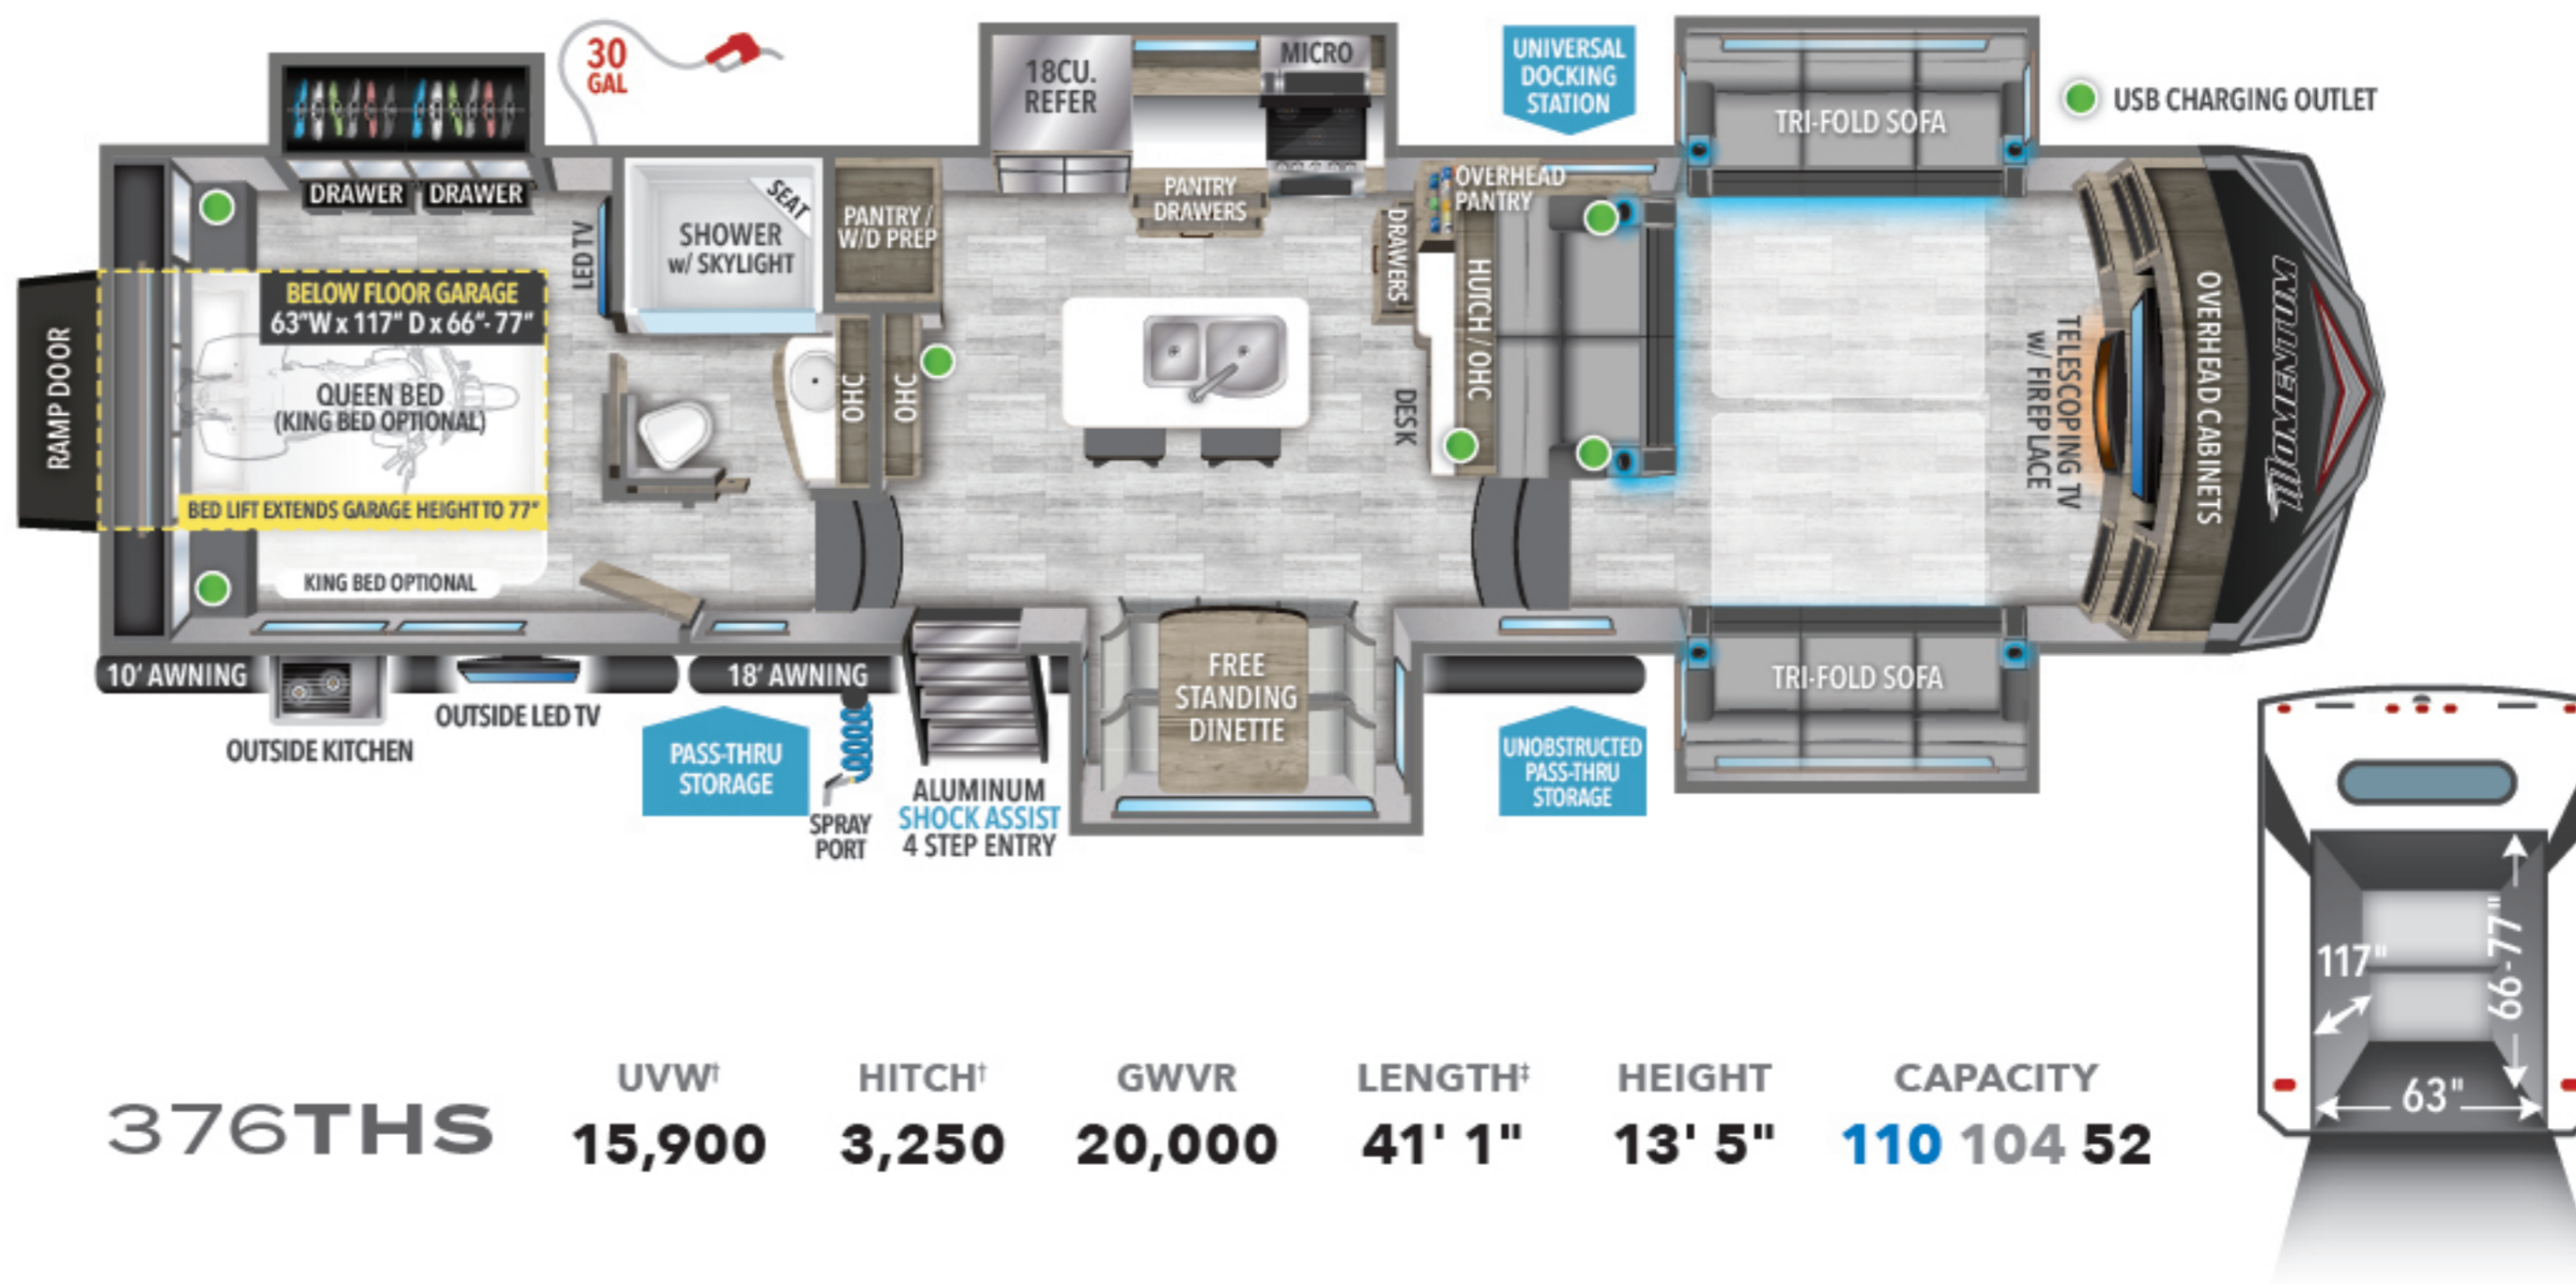 30
GAL
18CU.
REFER
MICRO
UNIVERSAL
DOCKING
STATION
TRI-FOLD SOFA
USB CHARGING OUTLET
DRAWER
DRAWER
LED TV
SEAT
SHOWER
w/ SKYLIGHT
PANTRY /
W/D PREP
PANTRY
DRAWERS
DRAWERS
OVERHEAD
PANTRY
HUTCH / OHC
DESK
OHC
OHC
RAMP DOOR
BELOW FLOOR GARAGE
63"W x 117" D x 66"- 77"
QUEEN BED
(KING BED OPTIONAL)
BED LIFT EXTENDS GARAGE HEIGHT TO 77"
KING BED OPTIONAL
TELESCOPING TV
w/ FIREPLACE
OVERHEAD CABINETS
MOMENTUM
10' AWNING
18' AWNING
OUTSIDE KITCHEN
OUTSIDE LED TV
PASS-THRU
STORAGE
SPRAY
PORT
ALUMINUM
SHOCK ASSIST
4 STEP ENTRY
FREE
STANDING
DINETTE
UNOBSTRUCTED
PASS-THRU
STORAGE
TRI-FOLD SOFA
117"
66-77"
63"
376THS
UVW† HITCH† GWVR LENGTH‡ HEIGHT CAPACITY
15,900 3,250 20,000 41' 1" 13' 5" 110 104 52